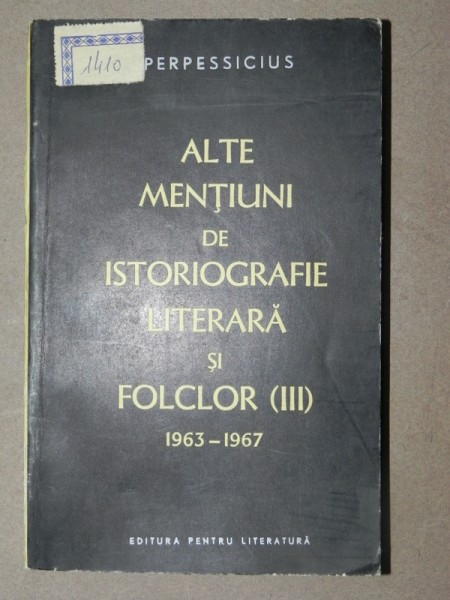 1410
PERPESSICIUS
ALTE
MENŢIUNI
DE
ISTORIOGRAFIE
LITERARĂ
ŞI
FOLCLOR (III)
1963-1967
EDITURA PENTRU LITERATURĂ